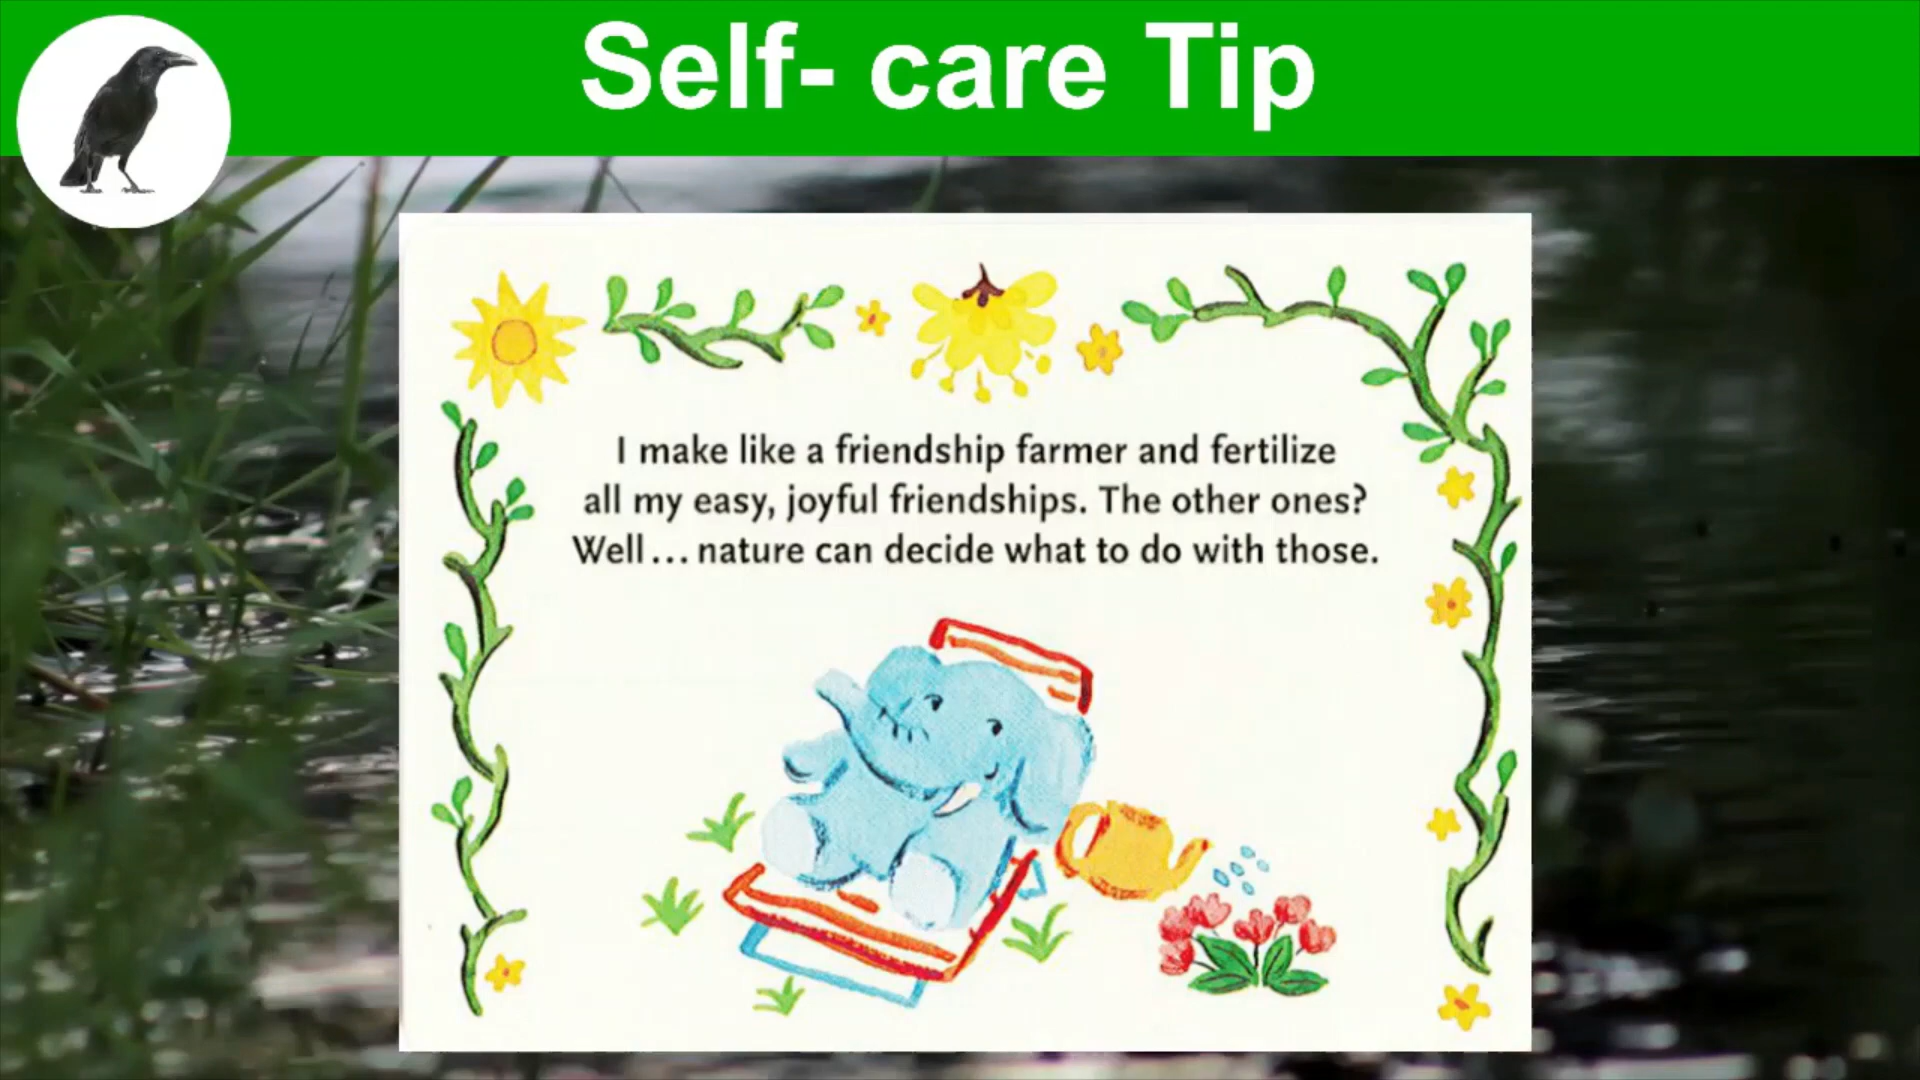 Self- care Tip
I make like a friendship farmer and fertilize
all my easy, joyful friendships. The other ones?
Well... nature can decide what to do with those.